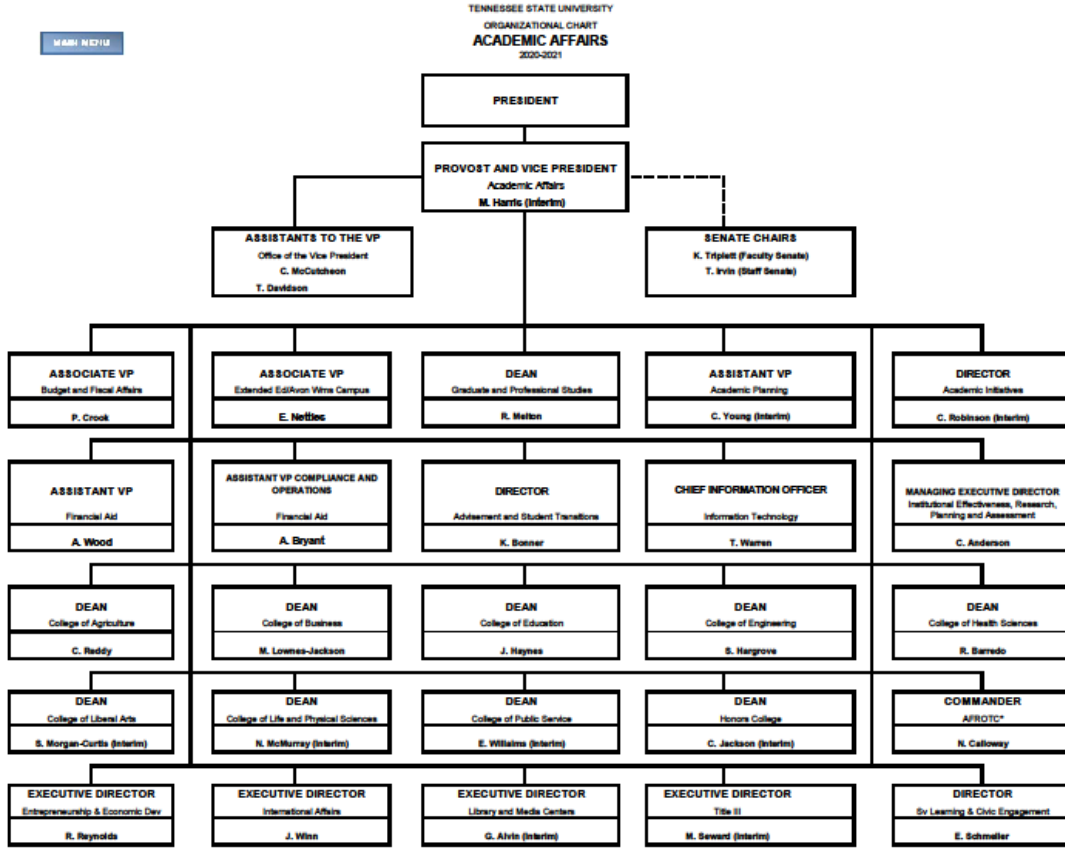 TENNESSEE STATE UNIVERSITY
ORGANIZATIONAL CHART
ACADEMIC AFFAIRS
2020-2021
MAIN MENU
PRESIDENT
PROVOST AND VICE PRESIDENT
Academic Affairs
M. Harris (Interim)
ASSISTANTS TO THE VP
Office of the Vice President
C. McCutcheon
T. Davidson
SENATE CHAIRS
K. Triplett (Faculty Senate)
T. Irvin (Staff Senate)
ASSOCIATE VP
Budget and Fiscal Affairs
P. Crook
ASSOCIATE VP
Extended Ed/Avon Wms Campus
E. Nettles
DEAN
Graduate and Professional Studies
R. Melton
ASSISTANT VP
Academic Planning
C. Young (Interim)
DIRECTOR
Academic Initiatives
C. Robinson (Interim)
ASSISTANT VP
Financial Aid
A. Wood
ASSISTANT VP COMPLIANCE AND
OPERATIONS
Financial Aid
A. Bryant
DIRECTOR
Advisement and Student Transitions
K. Bonner
CHIEF INFORMATION OFFICER
Information Technology
T. Warren
MANAGING EXECUTIVE DIRECTOR
Institutional Effectiveness, Research,
Planning and Assessment
C. Anderson
DEAN
College of Agriculture
C. Reddy
DEAN
College of Business
M. Lownes-Jackson
DEAN
College of Education
J. Haynes
DEAN
College of Engineering
S. Hargrove
DEAN
College of Health Sciences
R. Barredo
DEAN
College of Liberal Arts
S. Morgan-Curtis (Interim)
DEAN
College of Life and Physical Sciences
N. McMurray (Interim)
DEAN
College of Public Service
E. Willaims (Interim)
DEAN
Honors College
C. Jackson (Interim)
COMMANDER
AFROTC*
N. Calloway
EXECUTIVE DIRECTOR
Entrepreneurship & Economic Dev
R. Reynolds
EXECUTIVE DIRECTOR
International Affairs
J. Winn
EXECUTIVE DIRECTOR
Library and Media Centers
G. Alvin (Interim)
EXECUTIVE DIRECTOR
Title III
M. Seward (Interim)
DIRECTOR
Sv Learning & Civic Engagement
E. Schmeller